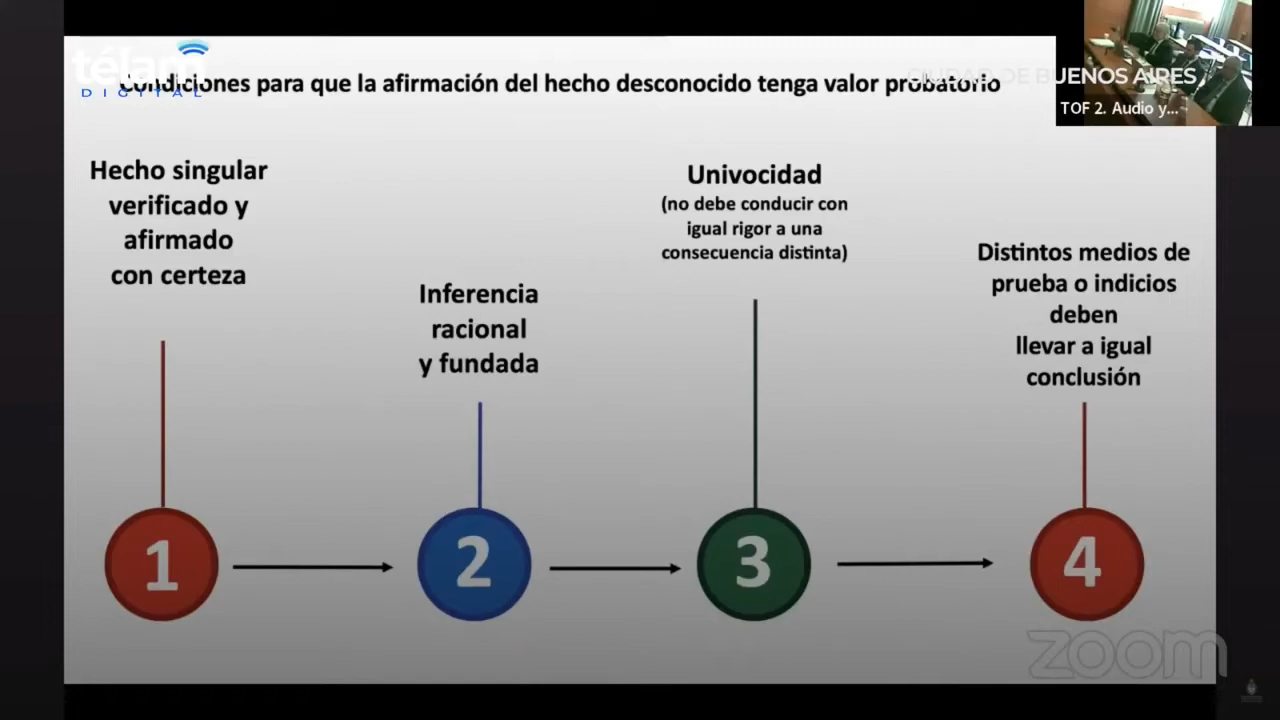 télam
DIGITAL
Condiciones para que la afirmación del hecho desconocido tenga valor probatorio
CIUDAD DE BUENOS AIRES
TOF 2. Audio y...
Hecho singular
verificado y
afirmado
con certeza
Inferencia
racional
y fundada
Univocidad
(no debe conducir con
igual rigor a una
consecuencia distinta)
Distintos medios de
prueba o indicios
deben
llevar a igual
conclusión
1
2
3
4
zoom